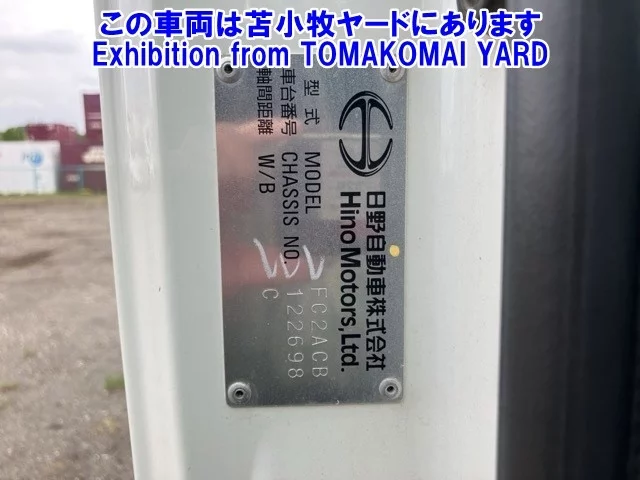 この車両は苫小牧ヤードにあります
Exhibition from TOMAKOMAI YARD
日野自動車株式会社
Hino Motors, Ltd.
型式 MODEL FC2ACB
車台番号 CHASSIS NO. 122698
軸間距離 W/B C